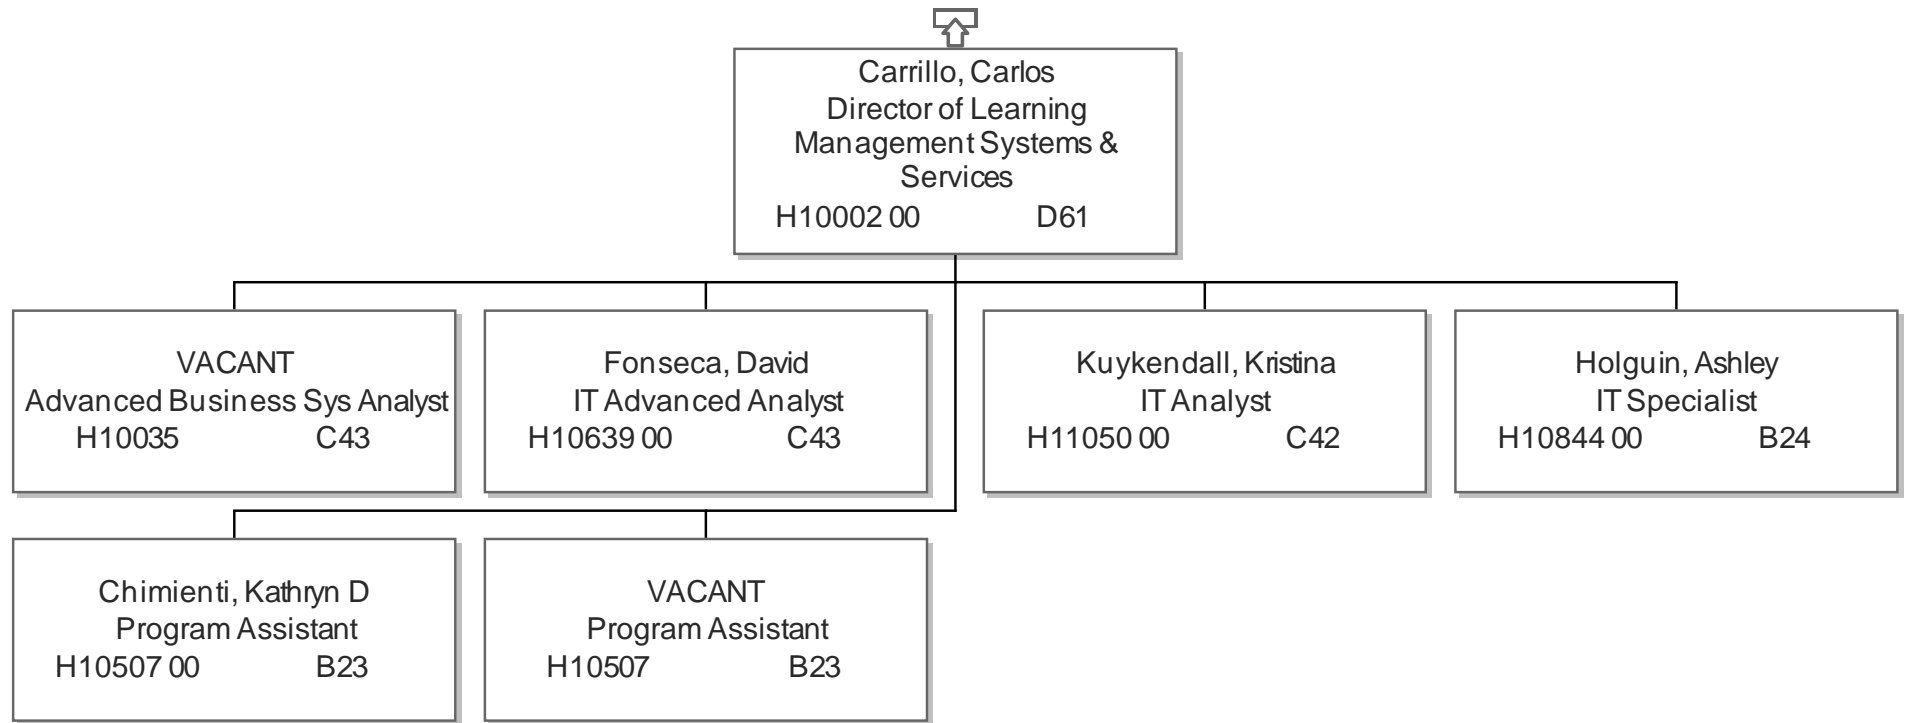 Carrillo, Carlos
Director of Learning
Management Systems &
Services
H10002 00 D61
VACANT
Advanced Business Sys Analyst
H10035 C43
Fonseca, David
IT Advanced Analyst
H10639 00 C43
Kuykendall, Kristina
IT Analyst
H11050 00 C42
Holguin, Ashley
IT Specialist
H10844 00 B24
Chimienti, Kathryn D
Program Assistant
H10507 00 B23
VACANT
Program Assistant
H10507 B23